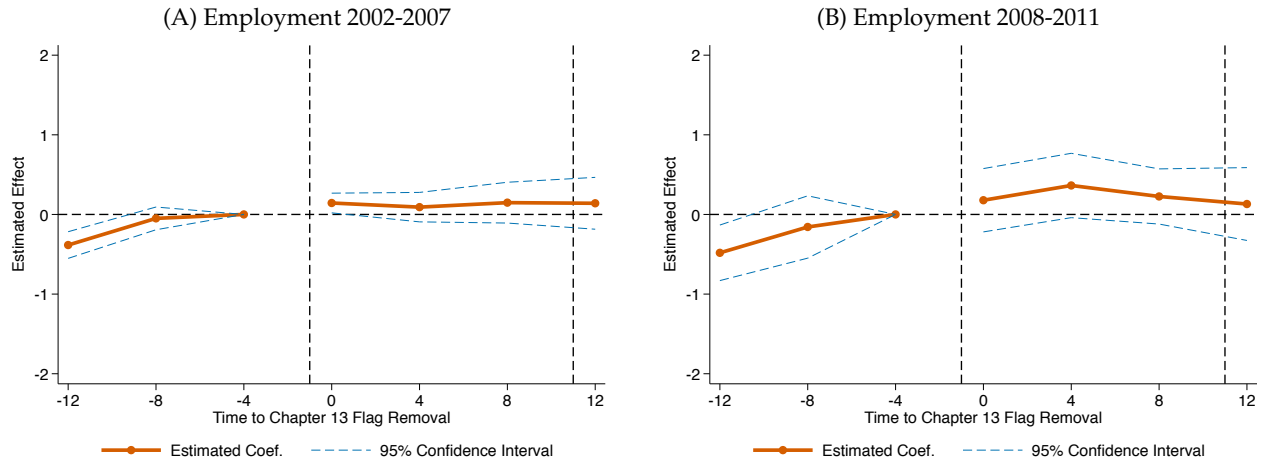 (A) Employment 2002-2007
2
1
0
-1
-2
Estimated Effect
-12
-8
-4
0
4
8
12
Time to Chapter 13 Flag Removal
Estimated Coef.
95% Confidence Interval
(B) Employment 2008-2011
2
1
0
-1
-2
Estimated Effect
-12
-8
-4
0
4
8
12
Time to Chapter 13 Flag Removal
Estimated Coef.
95% Confidence Interval